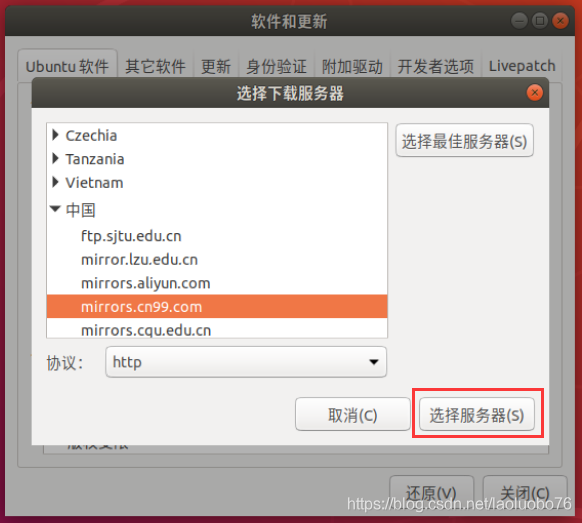 软件和更新
Ubuntu 软件 其它软件 更新 身份验证 附加驱动 开发者选项 Livepatch
选择下载服务器
Czechia
选择最佳服务器(S)
Tanzania
Vietnam
中国
ftp.sjtu.edu.cn
mirror.lzu.edu.cn
mirrors.aliyun.com
mirrors.cn99.com
mirrors.cqu.edu.cn
协议： http
取消(C) 选择服务器(S)
还原(V) 关闭(C)
https://blog.csdn.net/laoluobo76